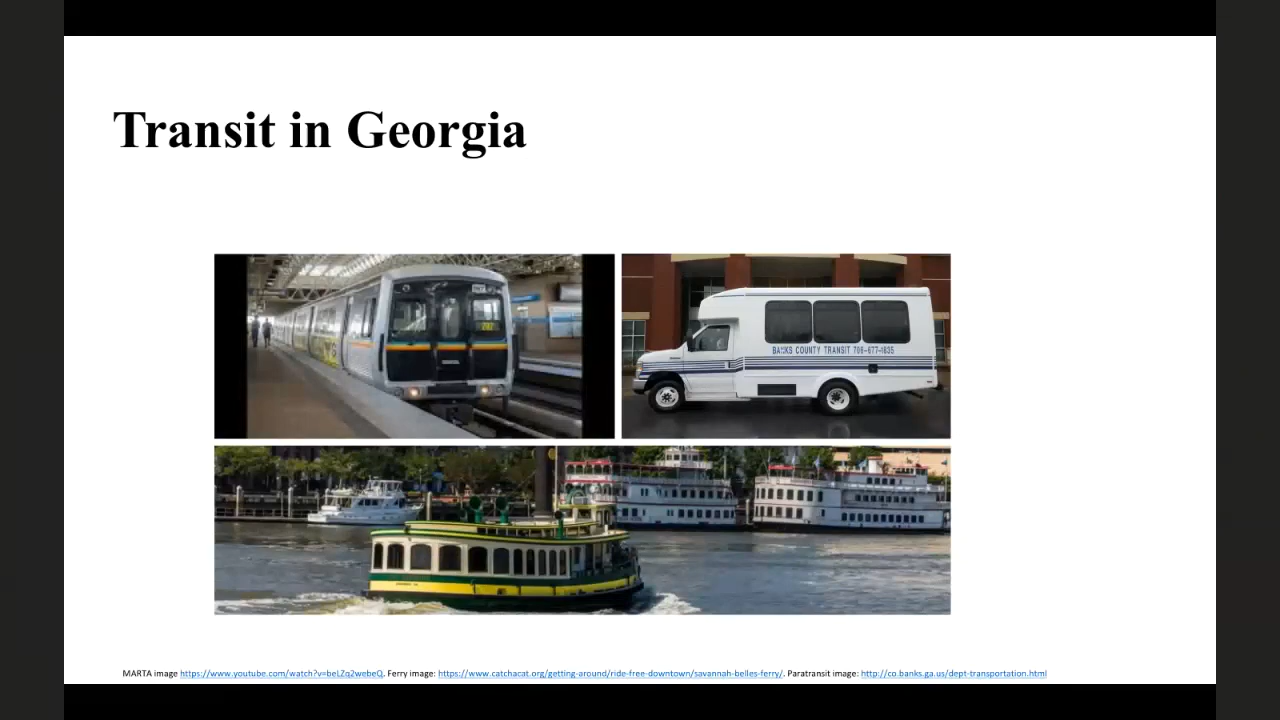 Transit in Georgia
BANKS COUNTY TRANSIT 706-677-1835
MARTA image https://www.youtube.com/watch?v=beLZq2webeQ. Ferry image: https://www.catchacat.org/getting-around/ride-free-downtown/savannah-belles-ferry/. Paratransit image: http://co.banks.ga.us/dept-transportation.html